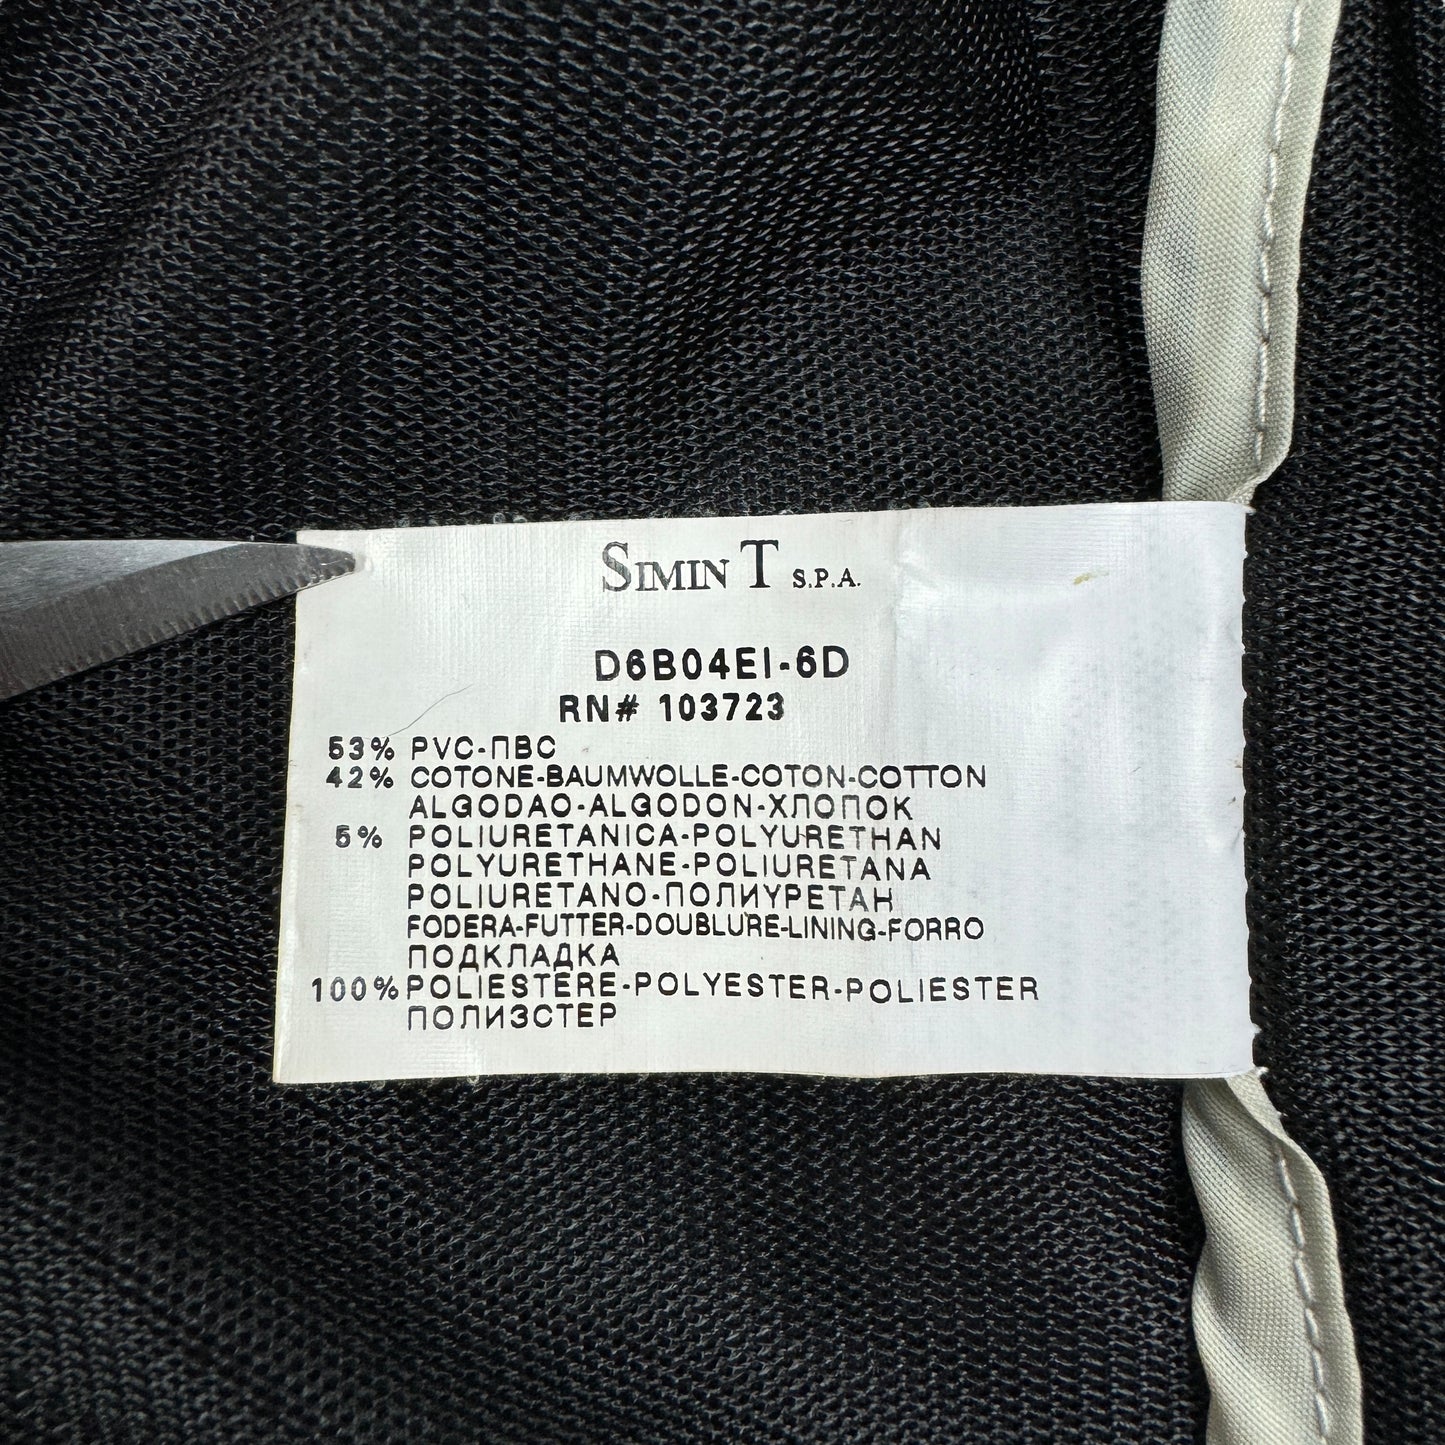 SIMIN T S.P.A.
D6B04EI-6D
RN# 103723
53% PVC-ПВС
42% COTONE-BAUMWOLLE-COTON-COTTON
ALGODAO-ALGODON-ХЛОПОК
5% POLIURETANICA-POLYURETHAN
POLYURETHANE-POLIURETANA
POLIURETANO-ПОЛИУРЕТАН
FODERA-FUTTER-DOUBLURE-LINING-FORRO
ПОДКЛАДКА
100% POLIESTERE-POLYESTER-POLIESTER
ПОЛИЗСТЕР